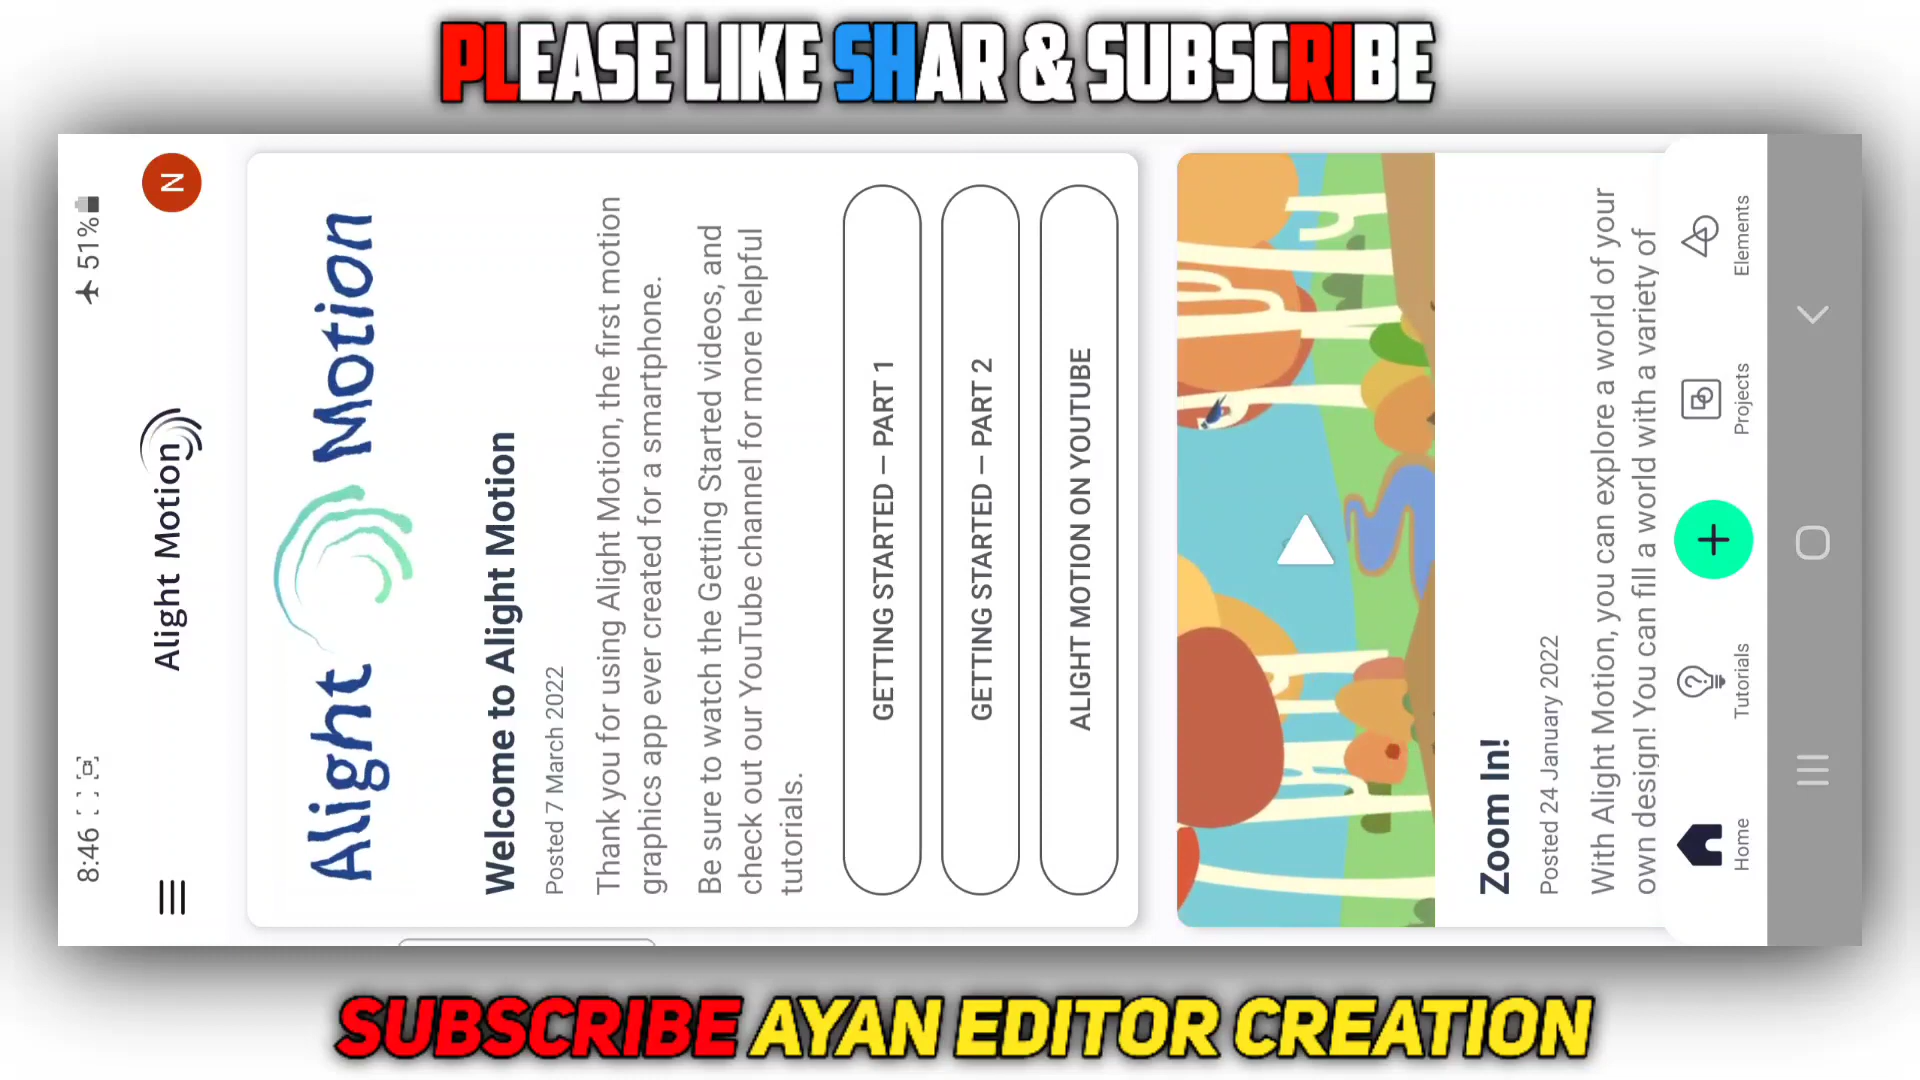 PLEASE LIKE SHAR & SUBSCRIBE
8:46
51%
Alight Motion
N
Alight Motion
Welcome to Alight Motion
Posted 7 March 2022
Thank you for using Alight Motion, the first motion
graphics app ever created for a smartphone.
Be sure to watch the Getting Started videos, and
check out our YouTube channel for more helpful
tutorials.
GETTING STARTED – PART 1
GETTING STARTED – PART 2
ALIGHT MOTION ON YOUTUBE
Zoom In!
Posted 24 January 2022
With Alight Motion, you can explore a world of your
own design! You can fill a world with a variety of
Home
Tutorials
+
Projects
Elements
SUBSCRIBE AYAN EDITOR CREATION